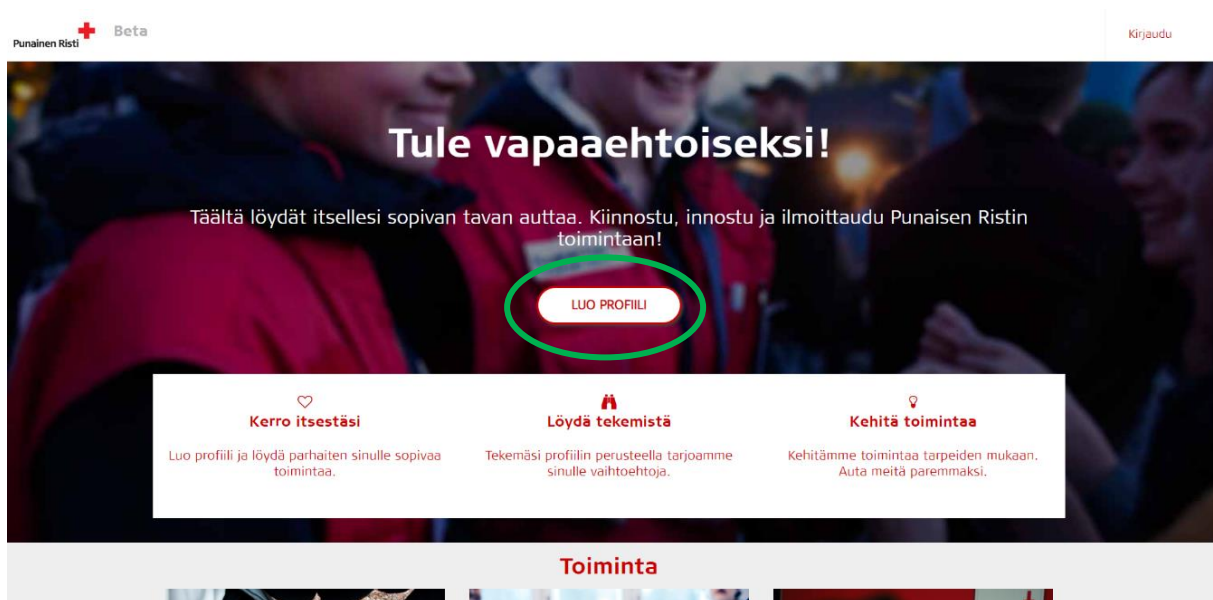 Punainen Risti
Beta
Kirjaudu
Tule vapaaehtoiseksi!
Täältä löydät itsellesi sopivan tavan auttaa. Kiinnostu, innostu ja ilmoittaudu Punaisen Ristin
toimintaan!
LUO PROFIILI
Kerro itsestäsi
Luo profiili ja löydä parhaiten sinulle sopivaa
toimintaa.
Löydä tekemistä
Tekemäsi profiilin perusteella tarjoamme
sinulle vaihtoehtoja.
Kehitä toimintaa
Kehitämme toimintaa tarpeiden mukaan.
Auta meitä paremmaksi.
Toiminta